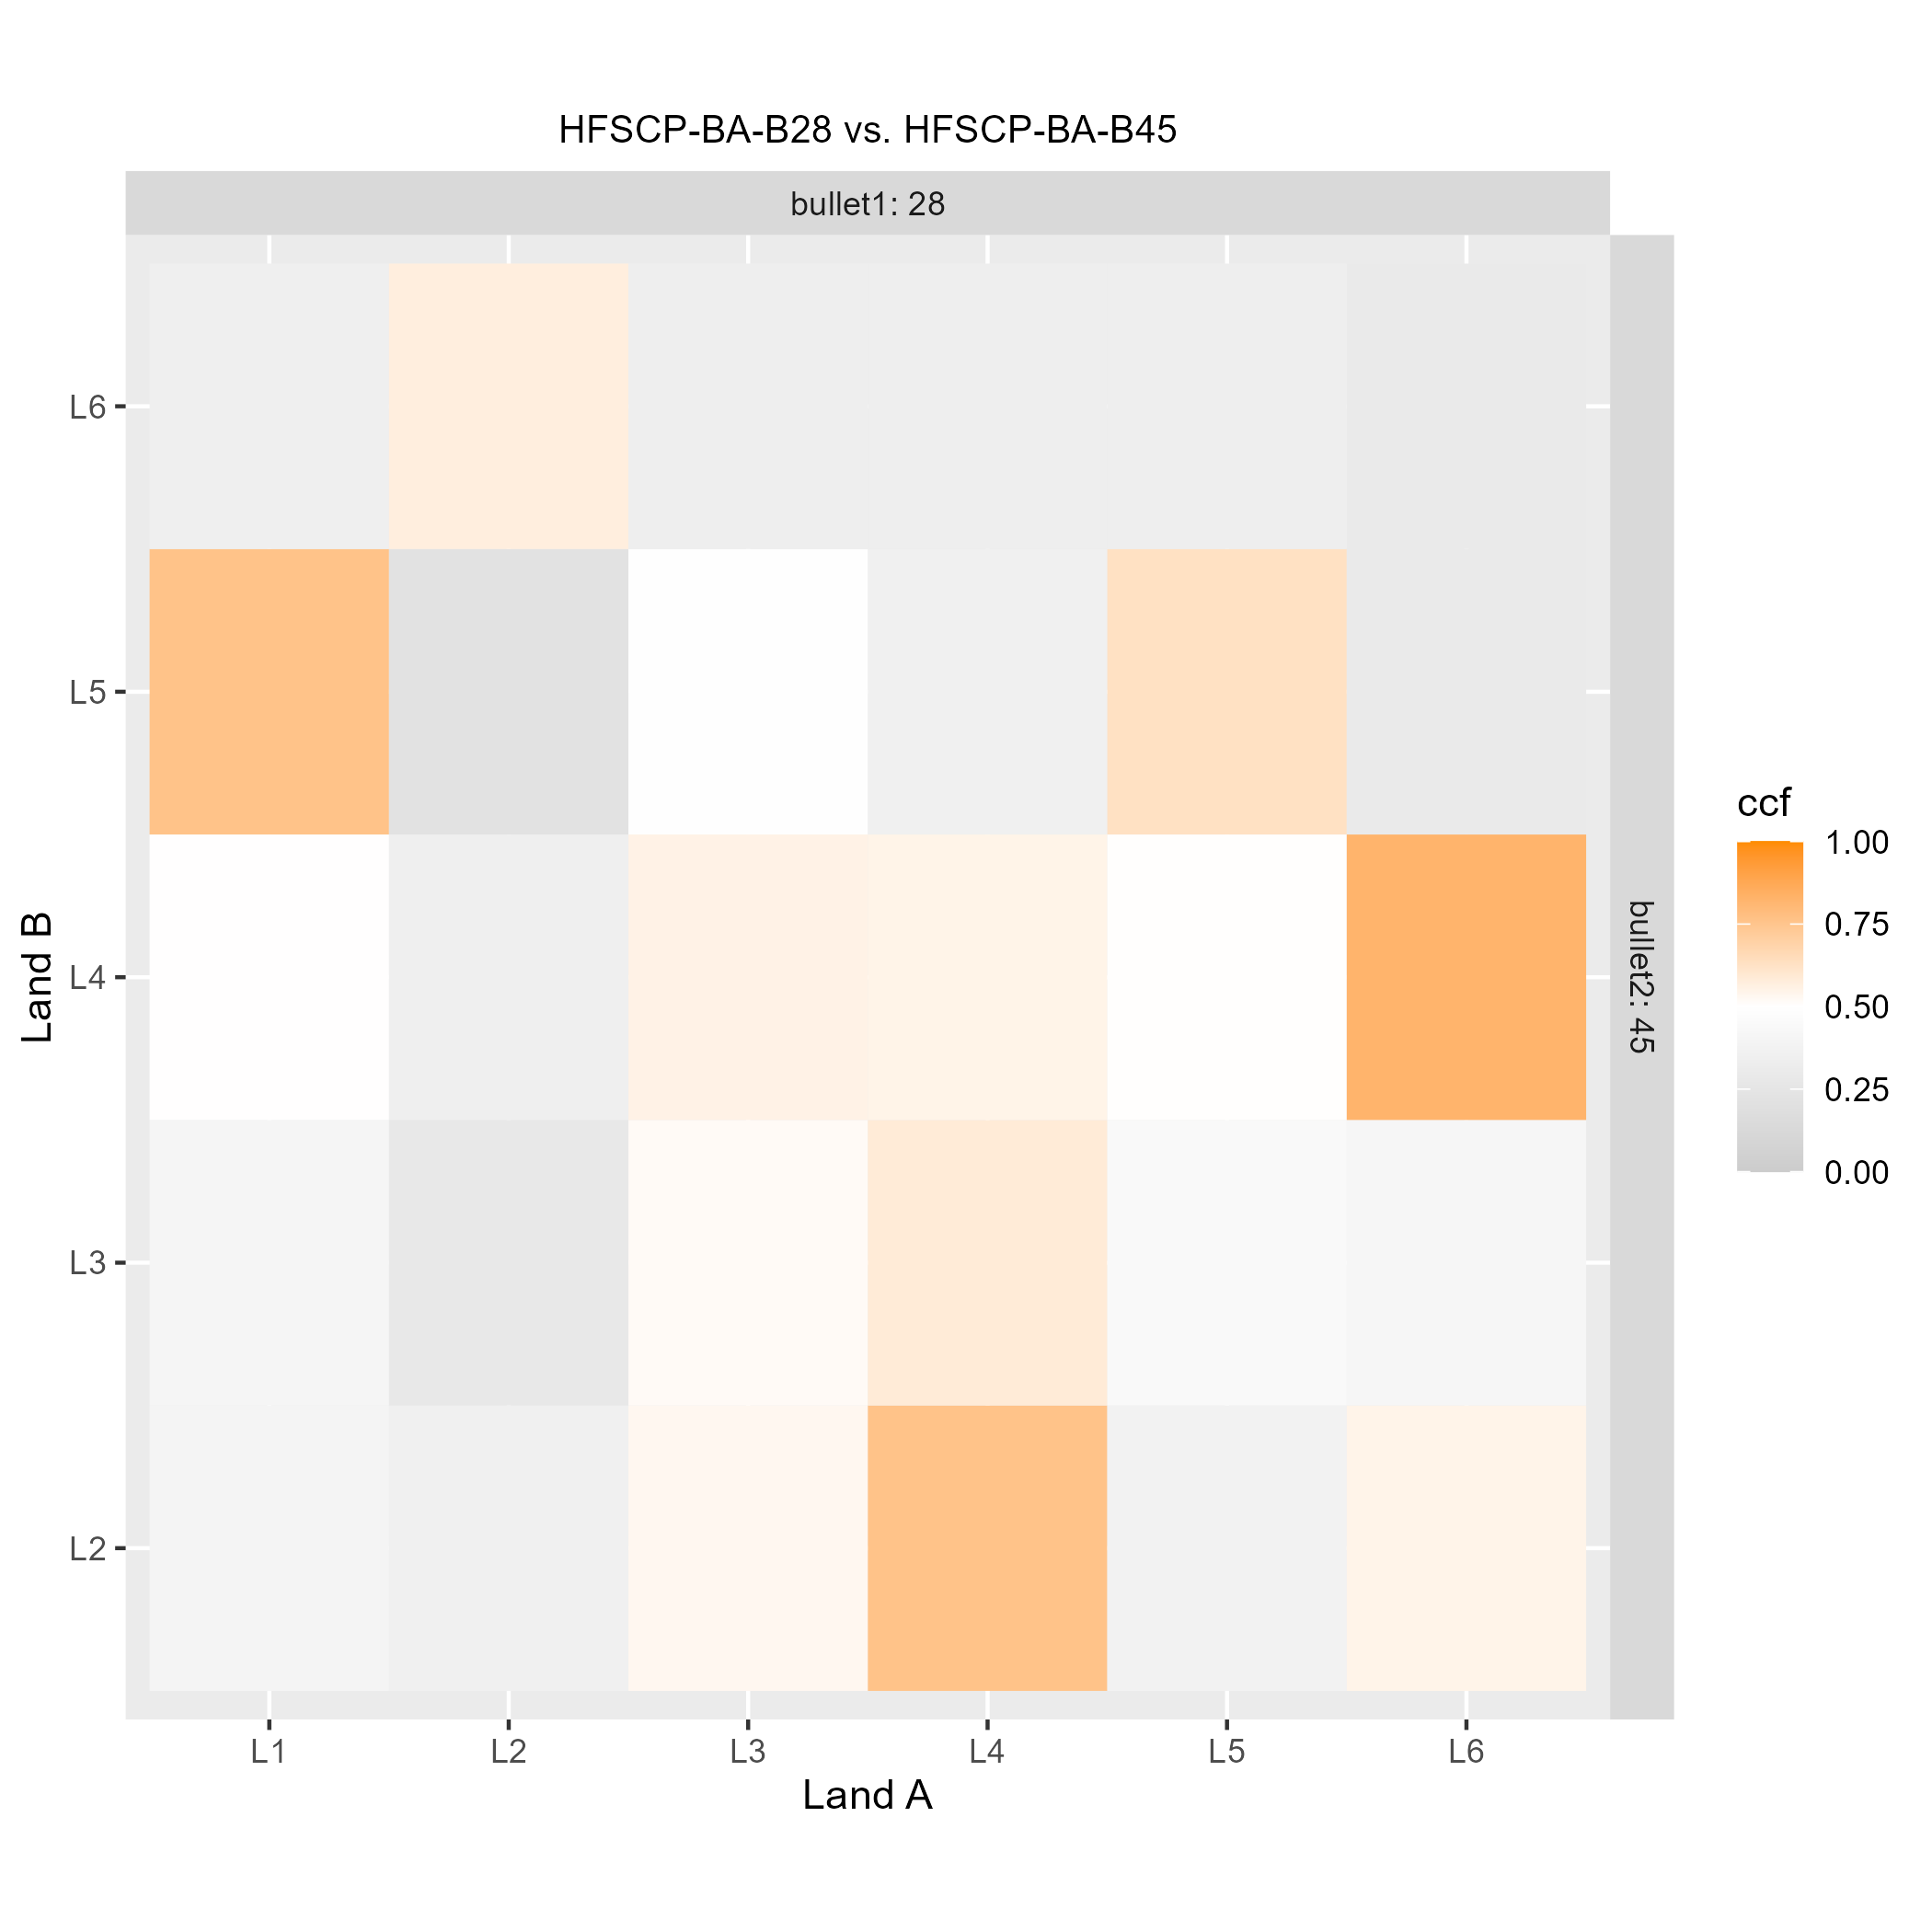 HFSCP-BA-B28 vs. HFSCP-BA-B45
bullet1: 28
L6
L5
L4
L3
L2
Land B
bullet2: 45
L1 L2 L3 L4 L5 L6
Land A
ccf
1.00
0.75
0.50
0.25
0.00